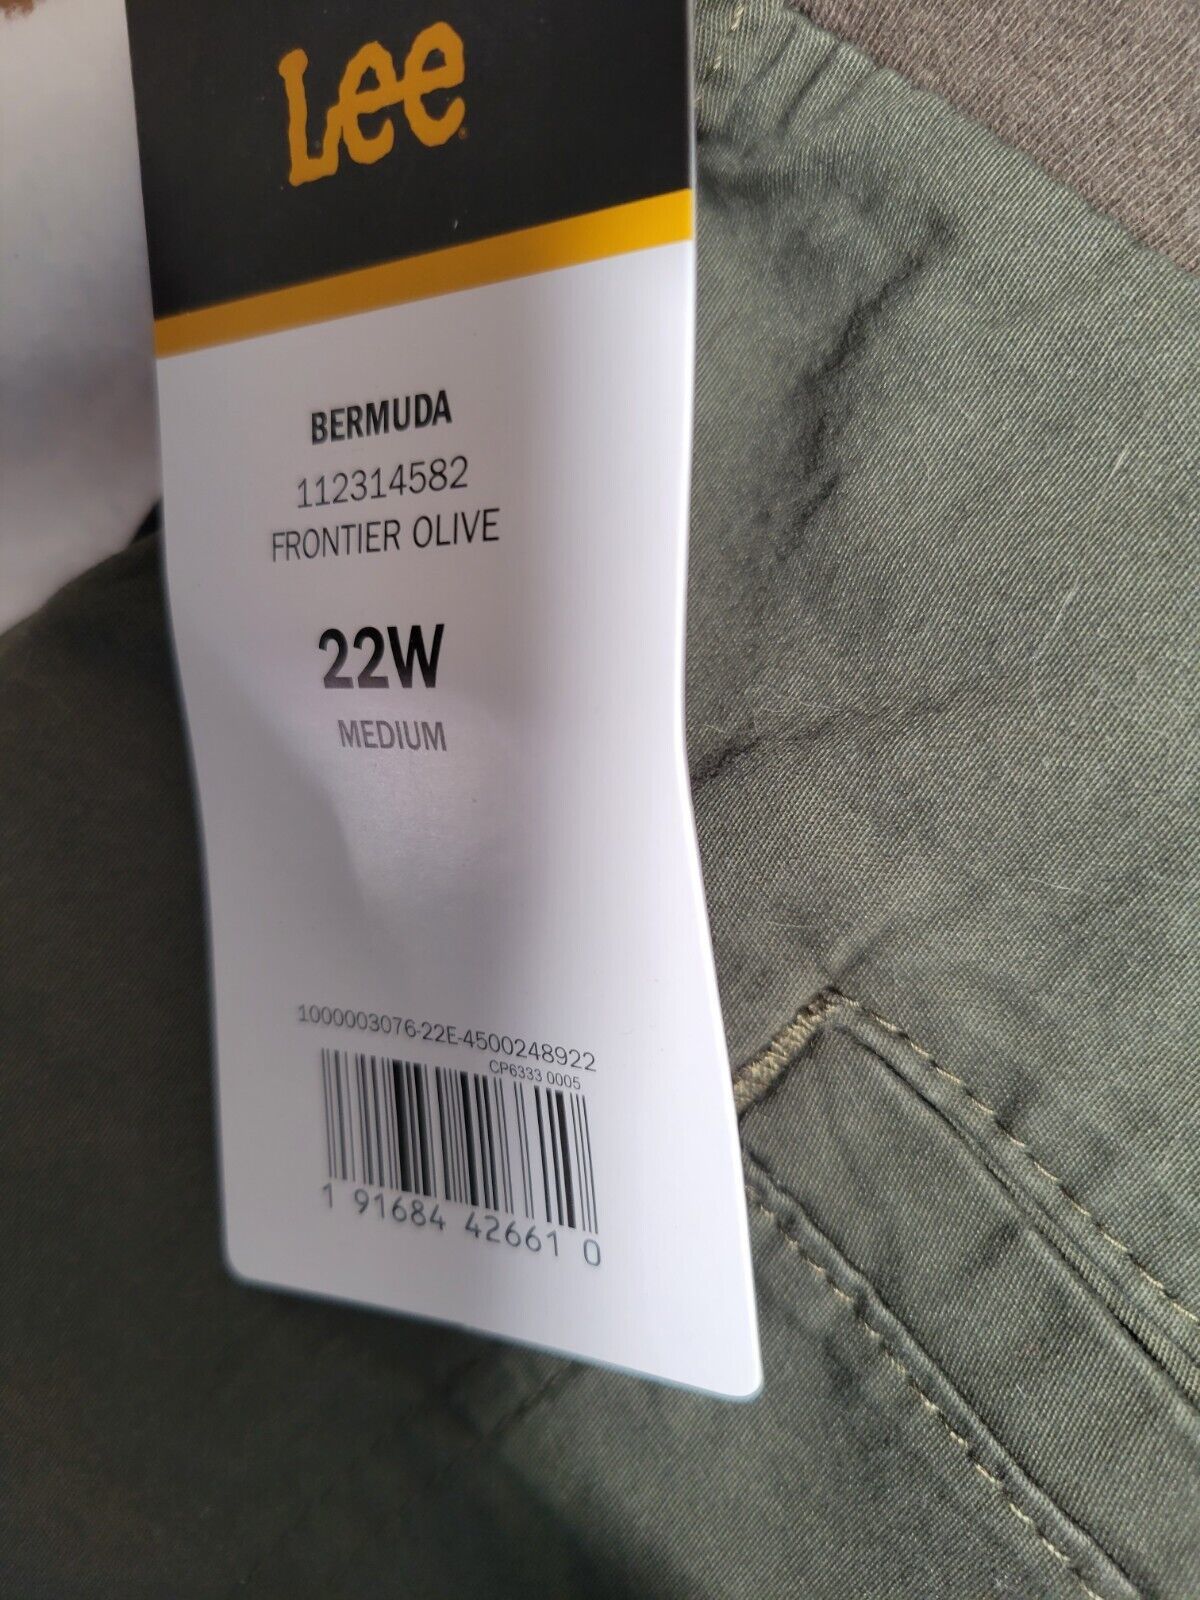 Lee
BERMUDA
112314582
FRONTIER OLIVE
22W
MEDIUM
1000003076-22E-4500248922
CP6333 0005
1 91684 42661 0